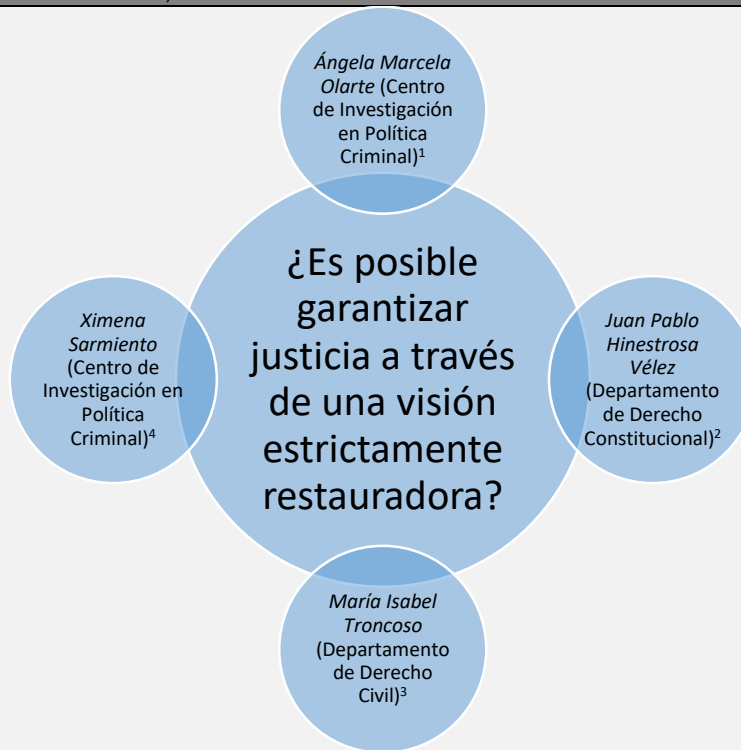 Ángela Marcela
Olarte (Centro
de Investigación
en Política
Criminal)¹
¿Es posible
garantizar
justicia a través
de una visión
estrictamente
restauradora?
Ximena
Sarmiento
(Centro de
Investigación en
Política
Criminal)⁴
Juan Pablo
Hinestrosa
Vélez
(Departamento
de Derecho
Constitucional)²
María Isabel
Troncoso
(Departamento
de Derecho
Civil)³